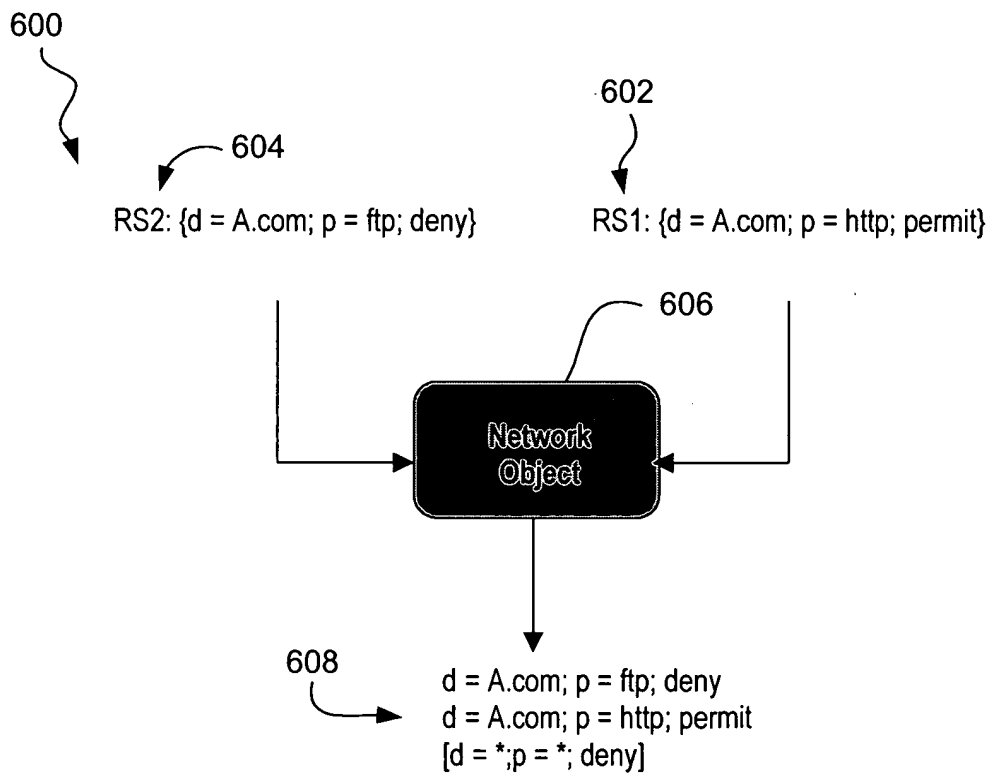 600
602
604
RS2: {d = A.com; p = ftp; deny}
RS1: {d = A.com; p = http; permit}
606
Network
Object
608
d = A.com; p = ftp; deny
d = A.com; p = http; permit
[d = *;p = *; deny]